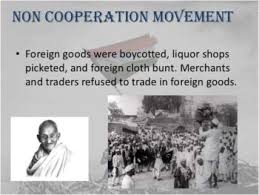 NON COOPERATION MOVEMENT
• Foreign goods were boycotted, liquor shops
picketed, and foreign cloth bunt. Merchants
and traders refused to trade in foreign goods.